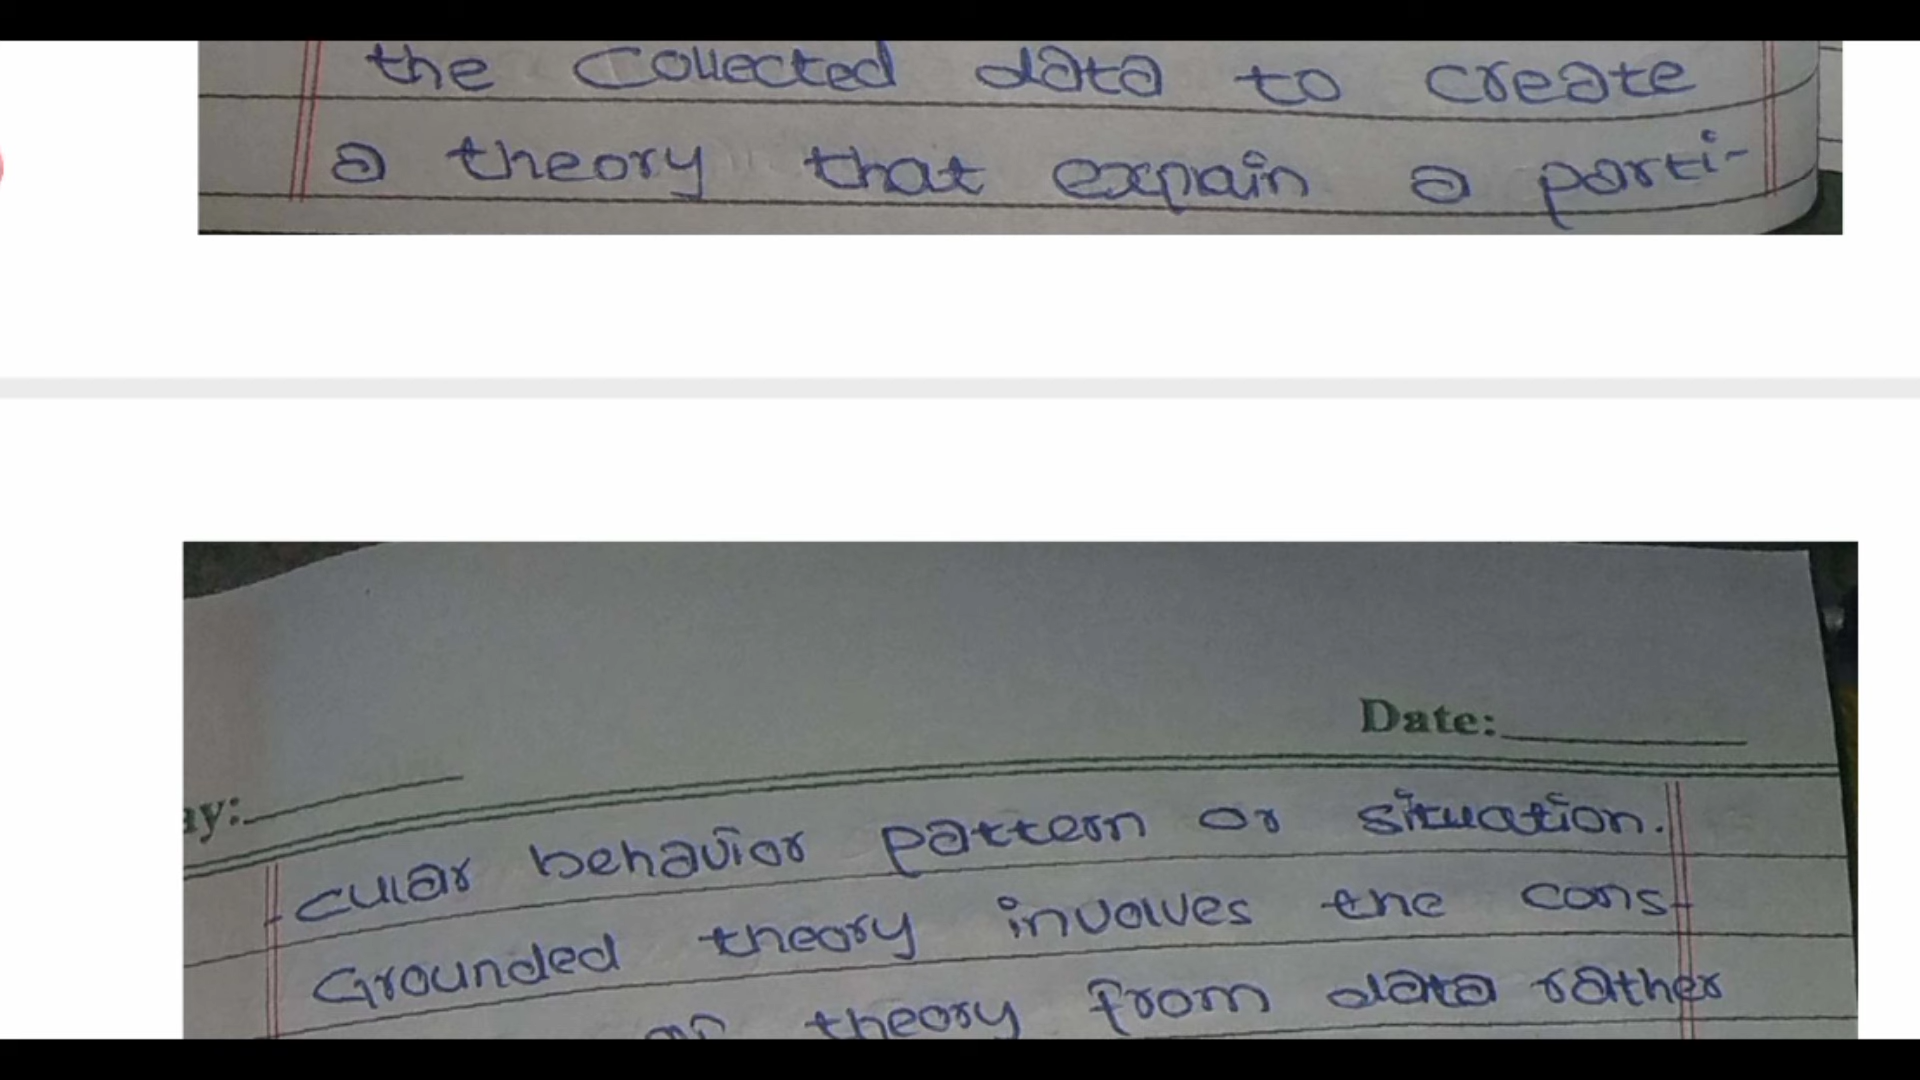 the Collected data to create
a theory that expain a parti-
Date:
ay:
-cular behavior pattern or situation.
Grounded theory involves the cons-
theory from data rather